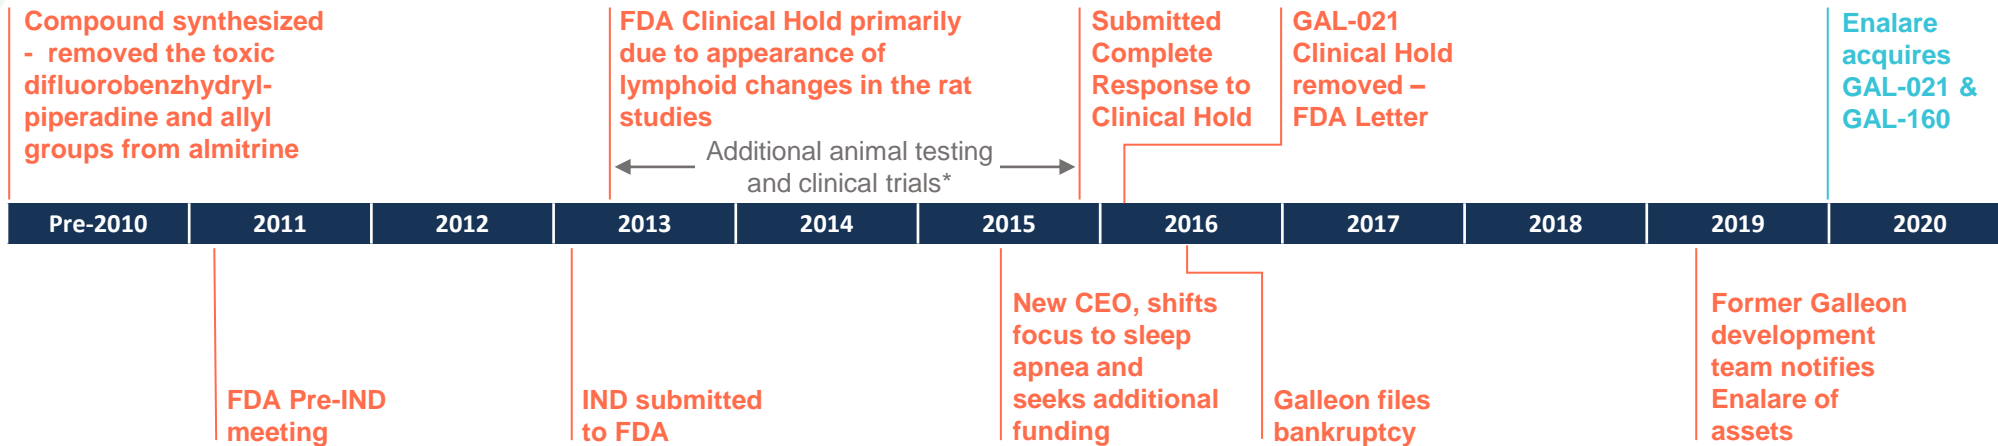 Compound synthesized
- removed the toxic
difluorobenzhydryl-
piperadine and allyl
groups from almitrine
FDA Clinical Hold primarily
due to appearance of
lymphoid changes in the rat
studies
Additional animal testing
and clinical trials*
Submitted
Complete
Response to
Clinical Hold
GAL-021
Clinical Hold
removed –
FDA Letter
Enalare
acquires
GAL-021 &
GAL-160
Pre-2010
2011
2012
2013
2014
2015
2016
2017
2018
2019
2020
FDA Pre-IND
meeting
IND submitted
to FDA
New CEO, shifts
focus to sleep
apnea and
seeks additional
funding
Galleon files
bankruptcy
Former Galleon
development
team notifies
Enalare of
assets